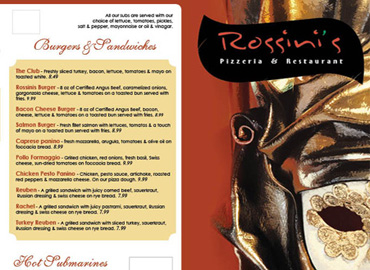 All our subs are served with our
choice of lettuce, tomatoes, pickles,
salt & pepper, mayonnaise or oil & vinegar.
Burgers & Sandwiches
The Club - Freshly sliced turkey, bacon, lettuce, tomatoes & mayo on
toasted white. 8.49
Rossinis Burger - 8 oz of Certified Angus Beef, caramelized onions,
gorgonzola cheese, lettuce & tomatoes on a toasted bun served with
fries. 9.99
Bacon Cheese Burger - 8 oz of Certified Angus Beef, bacon,
cheese, lettuce & tomatoes on a toasted bun served with fries. 8.99
Salmon Burger - Fresh 8ier salmon with lettuce, tomatos & a touch
of mayo on a toasted bun served with fries. 8.99
Caprese panino - Fresh mozzarella, arugula, tomatoes & olive oil on
foccacia bread. 8.99
Pollo Formaggio - Grilled chicken, red onions, fresh basil, Swiss
cheese, sun-dried tomatoes on foccacia bread. 9.99
Chicken Pesto Panino - Chicken, pesto sauce, artichoke, roasted
red peppers & mozzarella cheese. On our pizza dough. 9.99
Reuben - A grilled sandwich with juicy corned beef, sauerkraut,
Russian dressing & swiss chesse on rye bread. 7.99
Rachel - A grilled sandwich with juicy pastrami, sauerkraut, Russian
dressing & swiss cheese on rye bread. 7.99
Turkey Reuben - A grilled sandwich with sliced turkey, sauerkraut,
Russian dressing & swiss cheese on rye bread. 7.99
Hot Submarines
Rossini's
Pizzeria & Restaurant